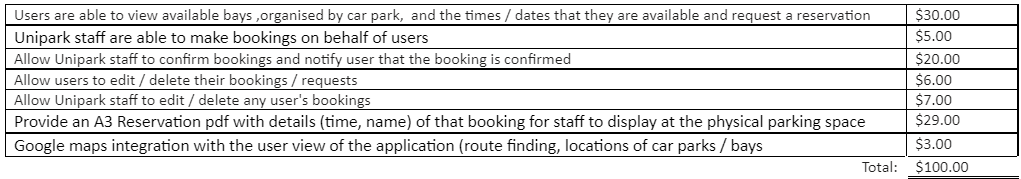 Users are able to view available bays ,organised by car park, and the times / dates that they are available and request a reservation $30.00
Unipark staff are able to make bookings on behalf of users $5.00
Allow Unipark staff to confirm bookings and notify user that the booking is confirmed $20.00
Allow users to edit / delete their bookings / requests $6.00
Allow Unipark staff to edit / delete any user's bookings $7.00
Provide an A3 Reservation pdf with details (time, name) of that booking for staff to display at the physical parking space $29.00
Google maps integration with the user view of the application (route finding, locations of car parks / bays $3.00
Total: $100.00